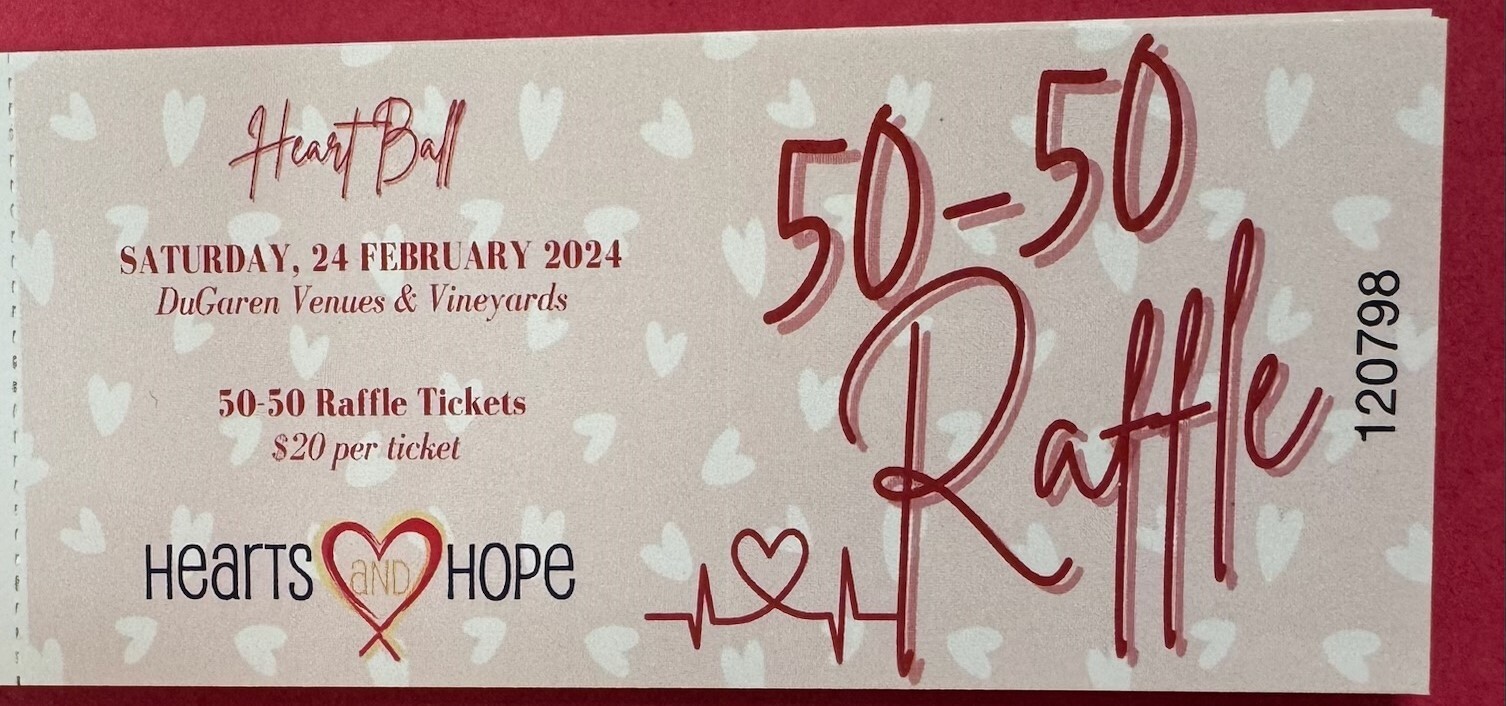 Heart Ball
SATURDAY, 24 FEBRUARY 2024
DuGaren Venues & Vineyards
50-50 Raffle Tickets
$20 per ticket
HeaRTS aND HOPe
50-50
Raffle
120798